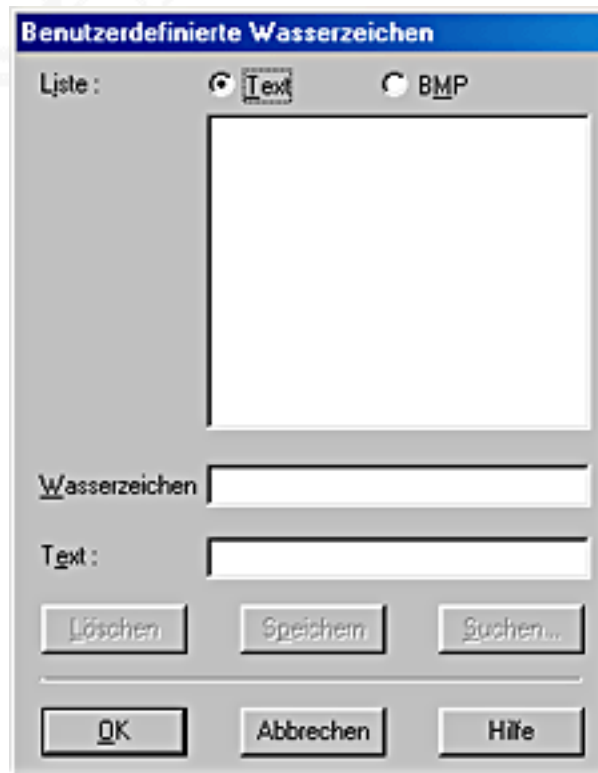 Benutzerdefinierte Wasserzeichen
Liste : Text BMP
Wasserzeichen
Text :
Löschen Speichern Suchen...
OK Abbrechen Hilfe